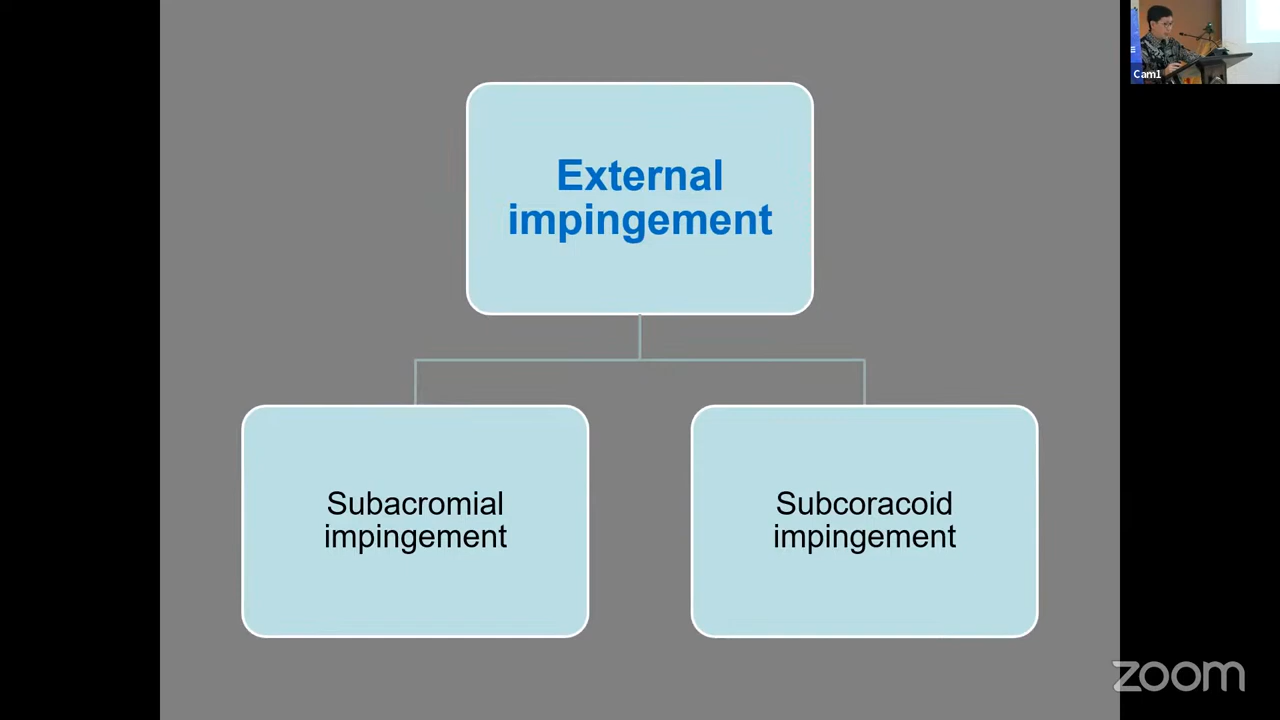 External
impingement
Subacromial
impingement
Subcoracoid
impingement
Cam1
zoom